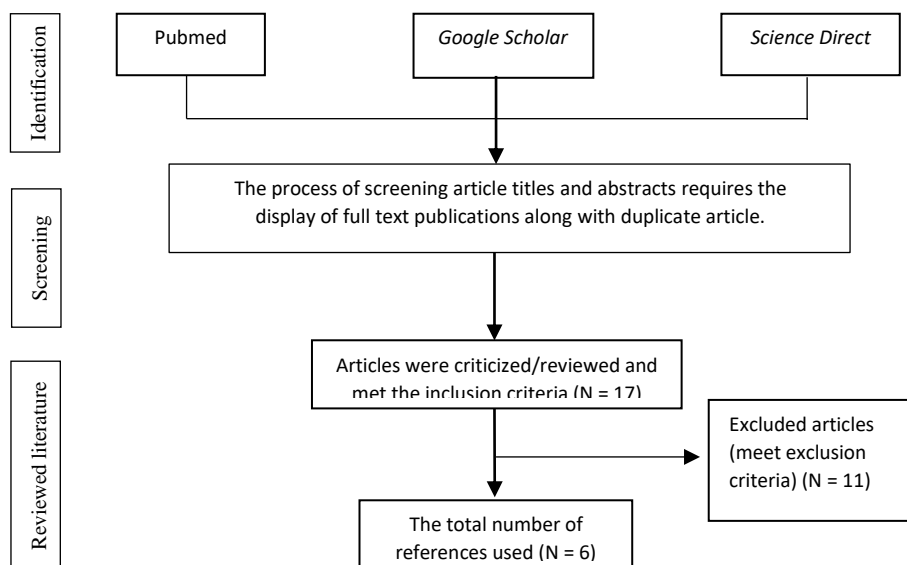 Identification
Pubmed
Google Scholar
Science Direct
Screening
The process of screening article titles and abstracts requires the
display of full text publications along with duplicate article.
Reviewed literature
Articles were criticized/reviewed and
met the inclusion criteria (N = 17)
Excluded articles
(meet exclusion
criteria) (N = 11)
The total number of
references used (N = 6)